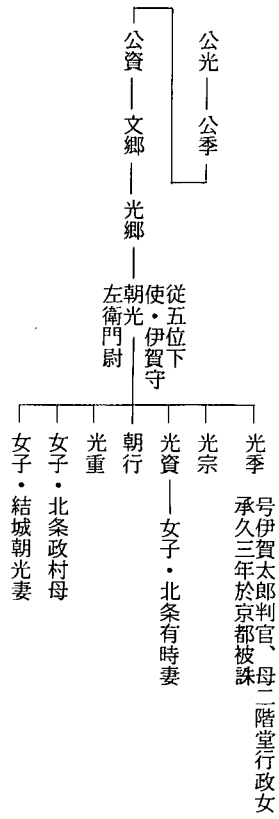 公光
公季
公資
文郷
光郷
従五位下
使・伊賀守
朝光
左衛門尉
光季
号伊賀太郎判官、母二階堂行政女
承久三年於京都被誅
光宗
光資
女子・北条有時妻
朝行
光重
女子・北条政村母
女子・結城朝光妻